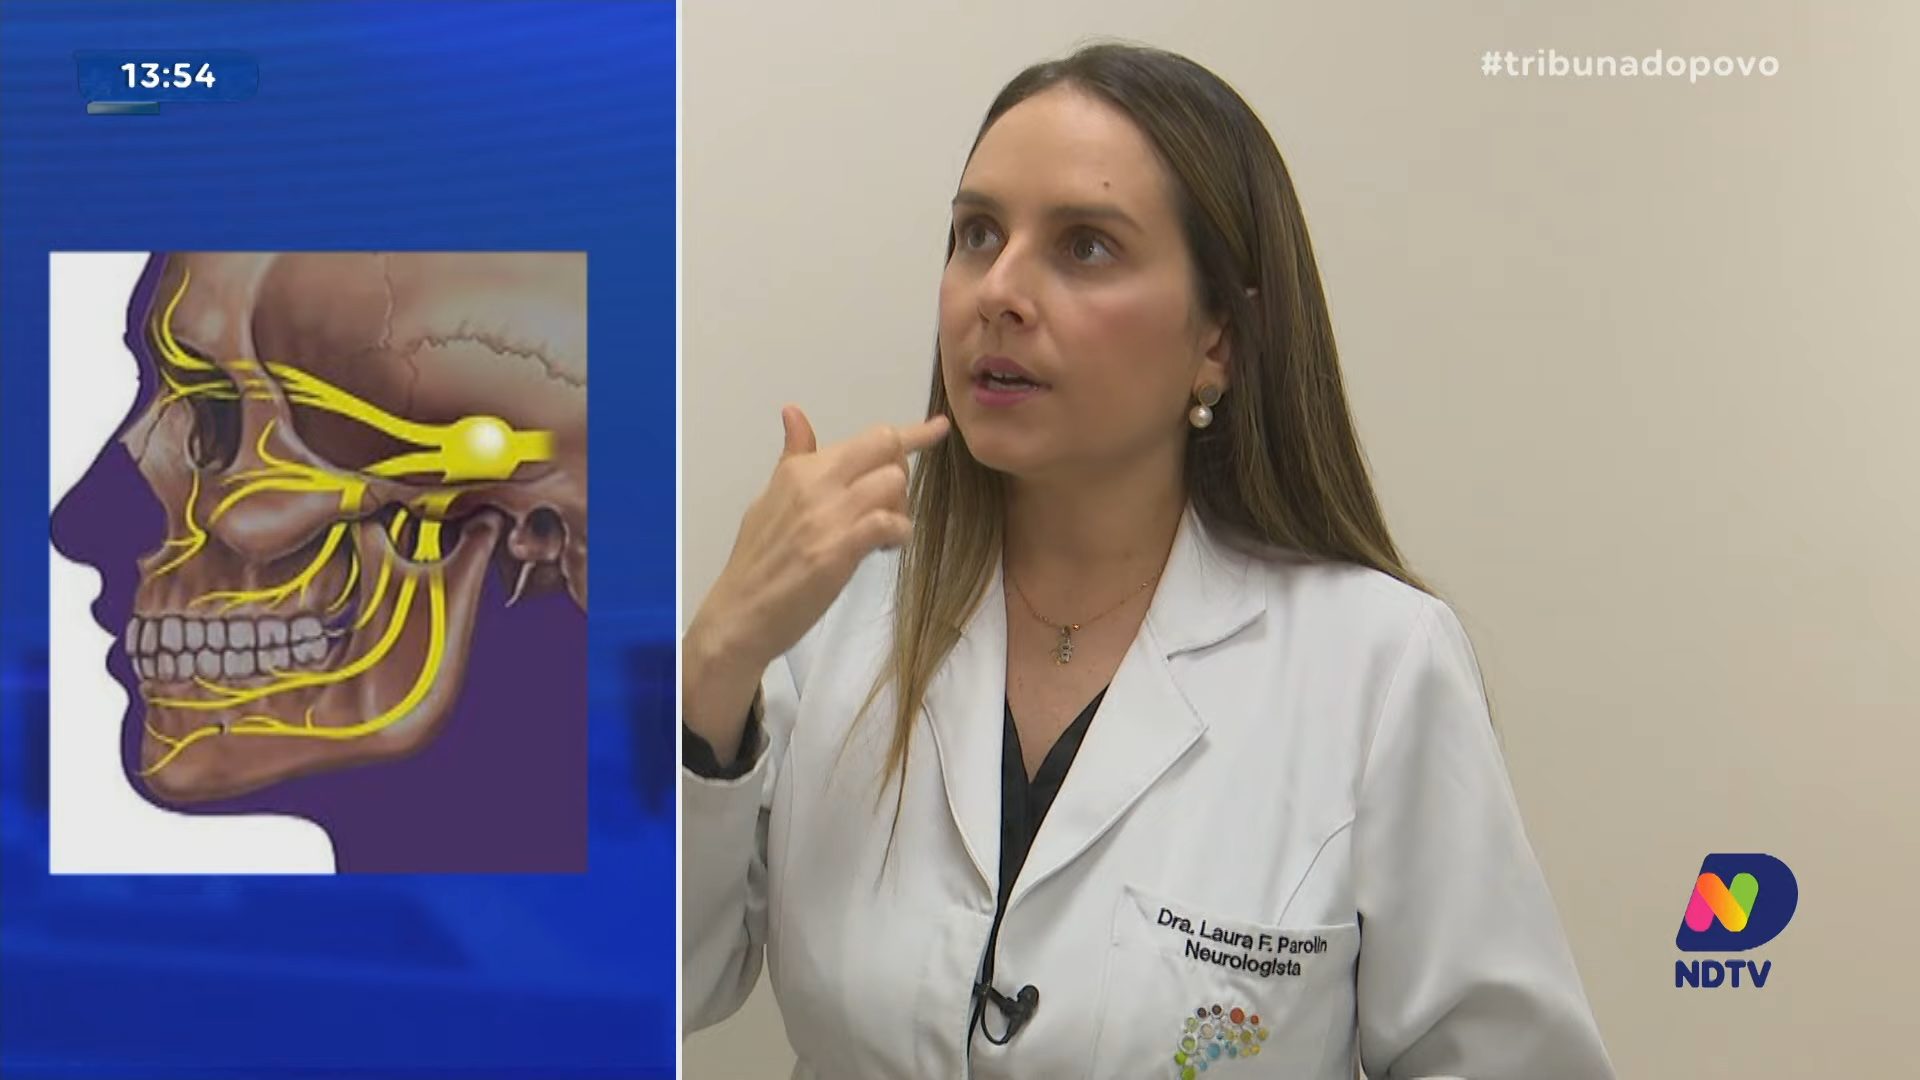 13:54
#tribunadopovo
Dra. Laura F. Parolin
Neurologista
NDTV